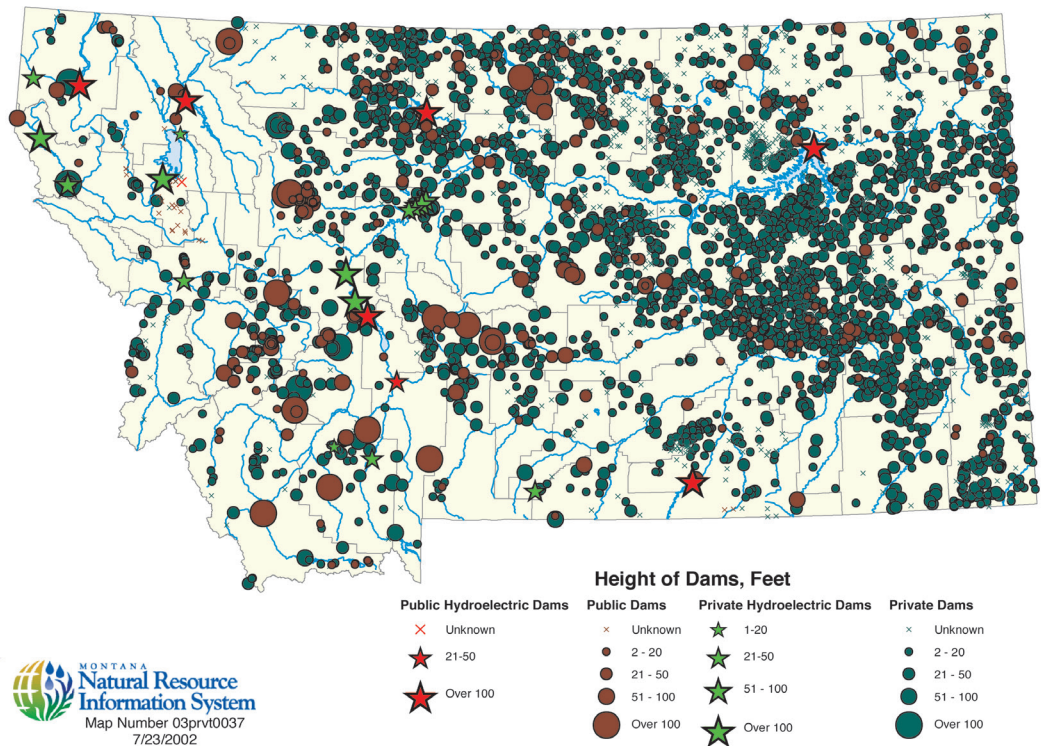 Height of Dams, Feet
Public Hydroelectric Dams
Unknown
21-50
Over 100
Public Dams
Unknown
2 - 20
21 - 50
51 - 100
Over 100
Private Hydroelectric Dams
1-20
21-50
51 - 100
Over 100
Private Dams
Unknown
2 - 20
21 - 50
51 - 100
Over 100
MONTANA
Natural Resource
Information System
Map Number 03prvt0037
7/23/2002